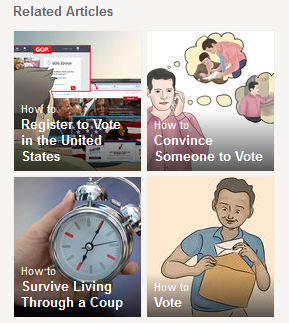 Related Articles
GOP.
How to
Register to Vote
in the United
States
How to
Convince
Someone to Vote
How to
Survive Living
Through a Coup
How to
Vote